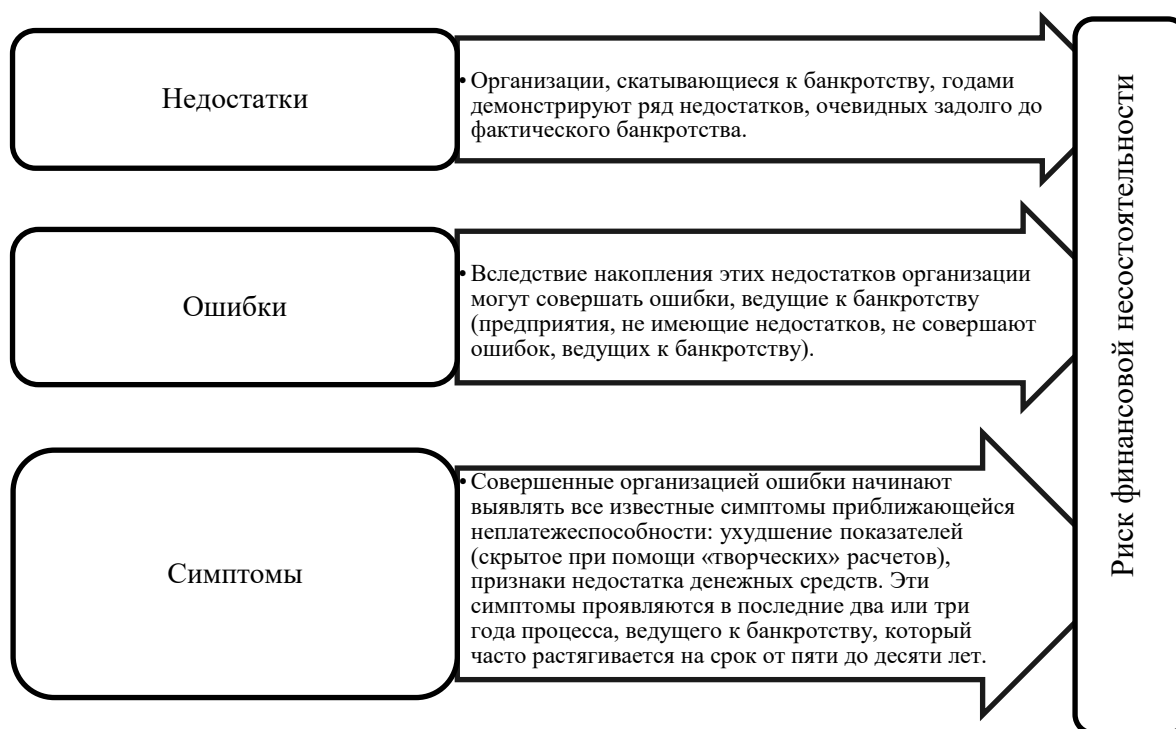 Недостатки
• Организации, скатывающиеся к банкротству, годами
демонстрируют ряд недостатков, очевидных задолго до
фактического банкротства.
Ошибки
• Вследствие накопления этих недостатков организации
могут совершать ошибки, ведущие к банкротству
(предприятия, не имеющие недостатков, не совершают
ошибок, ведущих к банкротству).
Симптомы
• Совершенные организацией ошибки начинают
выявлять все известные симптомы приближающейся
неплатежеспособности: ухудшение показателей
(скрытое при помощи «творческих» расчетов),
признаки недостатка денежных средств. Эти
симптомы проявляются в последние два или три
года процесса, ведущего к банкротству, который
часто растягивается на срок от пяти до десяти лет.
Риск финансовой несостоятельности